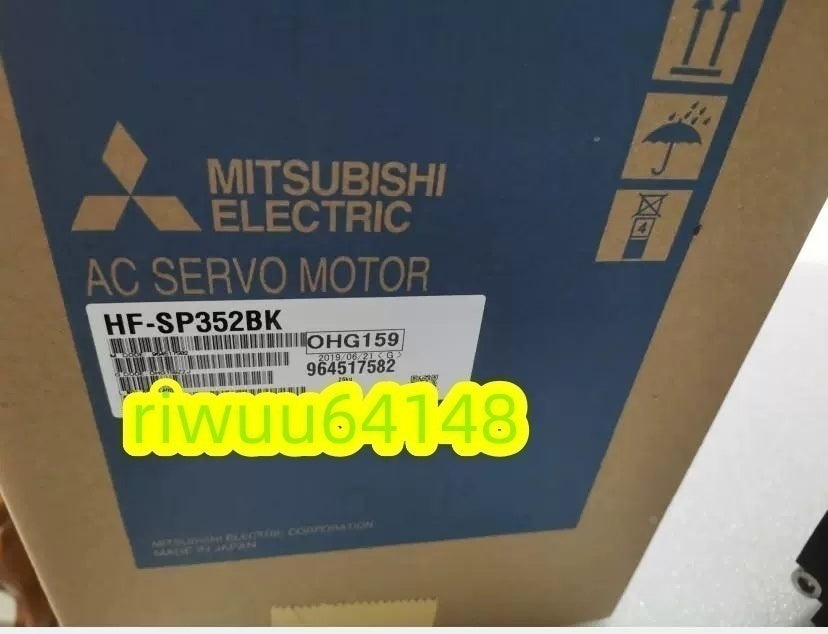 MITSUBISHI
ELECTRIC
AC SERVO MOTOR
4
HF-SP352BK
OHG159
2019/06/21 <G>
964517582
riwuu64148
MITSUBISHI ELECTRIC CORPORATION
MADE IN JAPAN